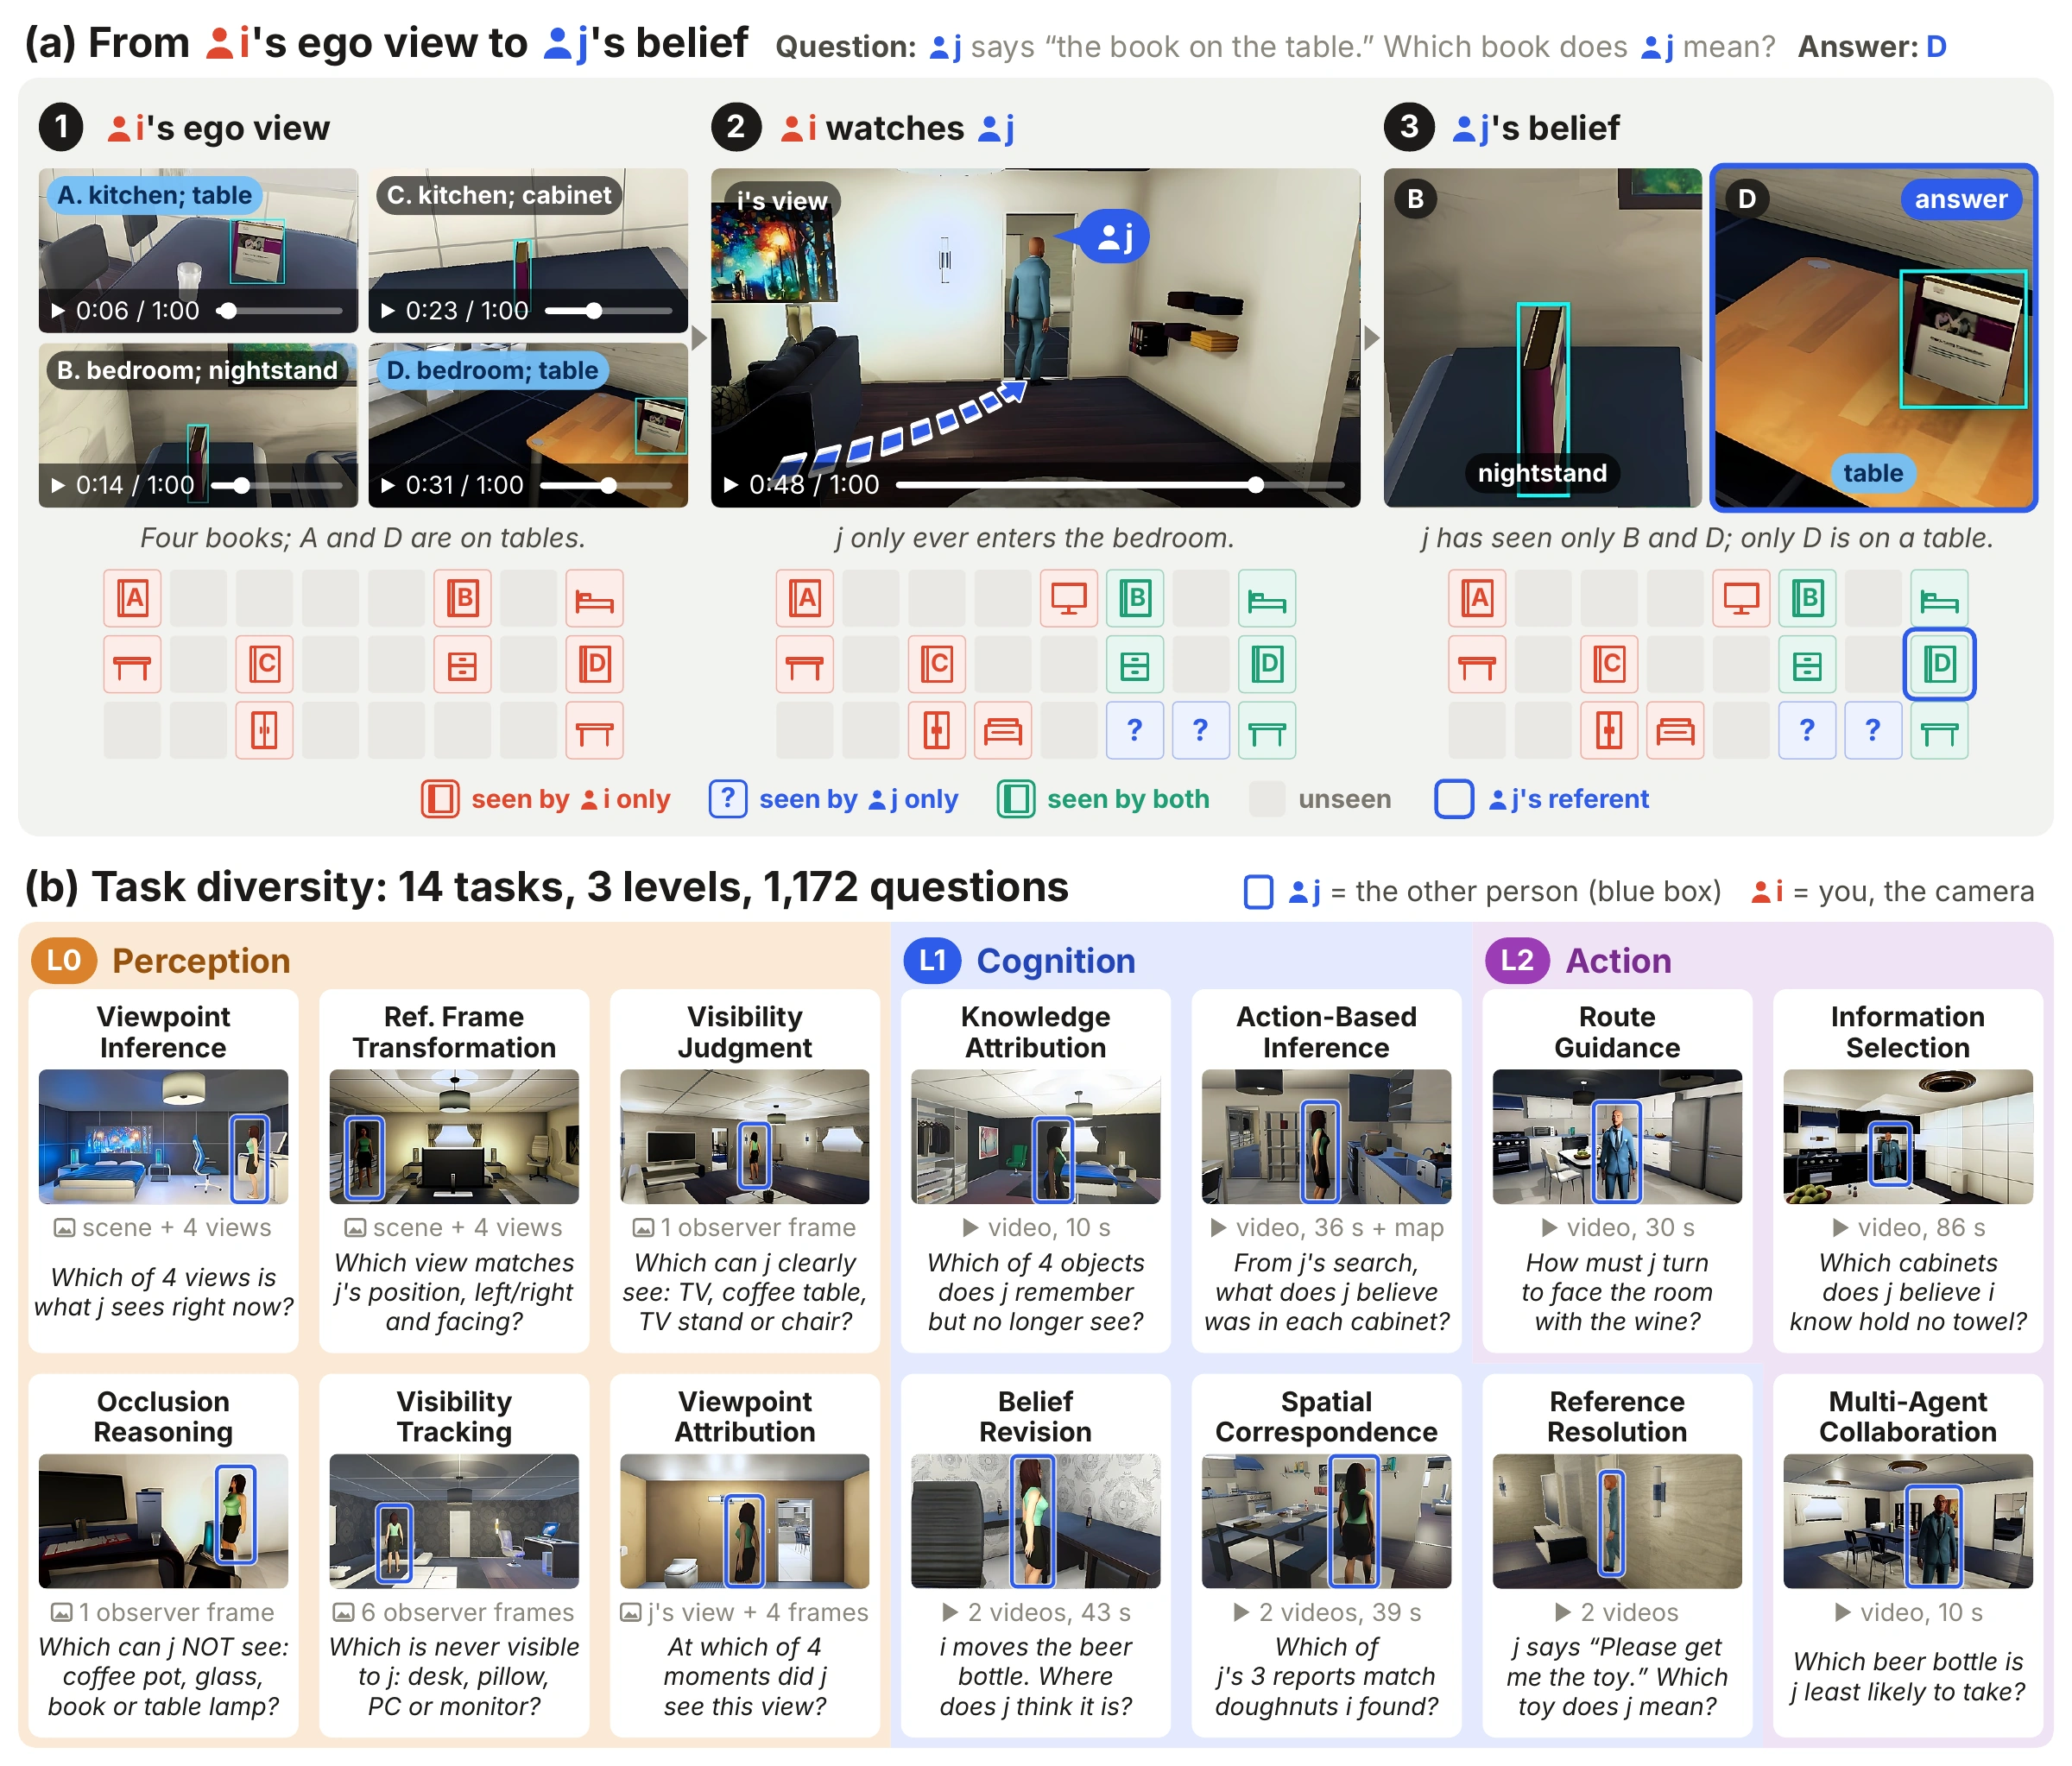 (a) From i's ego view to j's belief
Question: j says “the book on the table.” Which book does j mean? Answer: D
1 i's ego view
A. kitchen; table
0:06 / 1:00
C. kitchen; cabinet
0:23 / 1:00
B. bedroom; nightstand
0:14 / 1:00
D. bedroom; table
0:31 / 1:00
Four books; A and D are on tables.
A B
C D
2 i watches j
i's view
j
0:48 / 1:00
j only ever enters the bedroom.
A B
C D
? ?
3 j's belief
B
nightstand
D
answer
table
j has seen only B and D; only D is on a table.
A B
C D
? ?
seen by i only
? seen by j only
seen by both
unseen
j's referent
(b) Task diversity: 14 tasks, 3 levels, 1,172 questions
j = the other person (blue box) i = you, the camera
L0 Perception
Viewpoint
Inference
scene + 4 views
Which of 4 views is
what j sees right now?
Ref. Frame
Transformation
scene + 4 views
Which view matches
j's position, left/right
and facing?
Visibility
Judgment
1 observer frame
Which can j clearly
see: TV, coffee table,
TV stand or chair?
L1 Cognition
Knowledge
Attribution
video, 10 s
Which of 4 objects
does j remember
but no longer see?
Action-Based
Inference
video, 36 s + map
From j's search,
what does j believe
was in each cabinet?
L2 Action
Route
Guidance
video, 30 s
How must j turn
to face the room
with the wine?
Information
Selection
video, 86 s
Which cabinets
does j believe i
know hold no towel?
Occlusion
Reasoning
1 observer frame
Which can j NOT see:
coffee pot, glass,
book or table lamp?
Visibility
Tracking
6 observer frames
Which is never visible
to j: desk, pillow,
PC or monitor?
Viewpoint
Attribution
j's view + 4 frames
At which of 4
moments did j
see this view?
Belief
Revision
2 videos, 43 s
i moves the beer
bottle. Where
does j think it is?
Spatial
Correspondence
2 videos, 39 s
Which of
j's 3 reports match
doughnuts i found?
Reference
Resolution
2 videos
j says “Please get
me the toy.” Which
toy does j mean?
Multi-Agent
Collaboration
video, 10 s
Which beer bottle is
j least likely to take?